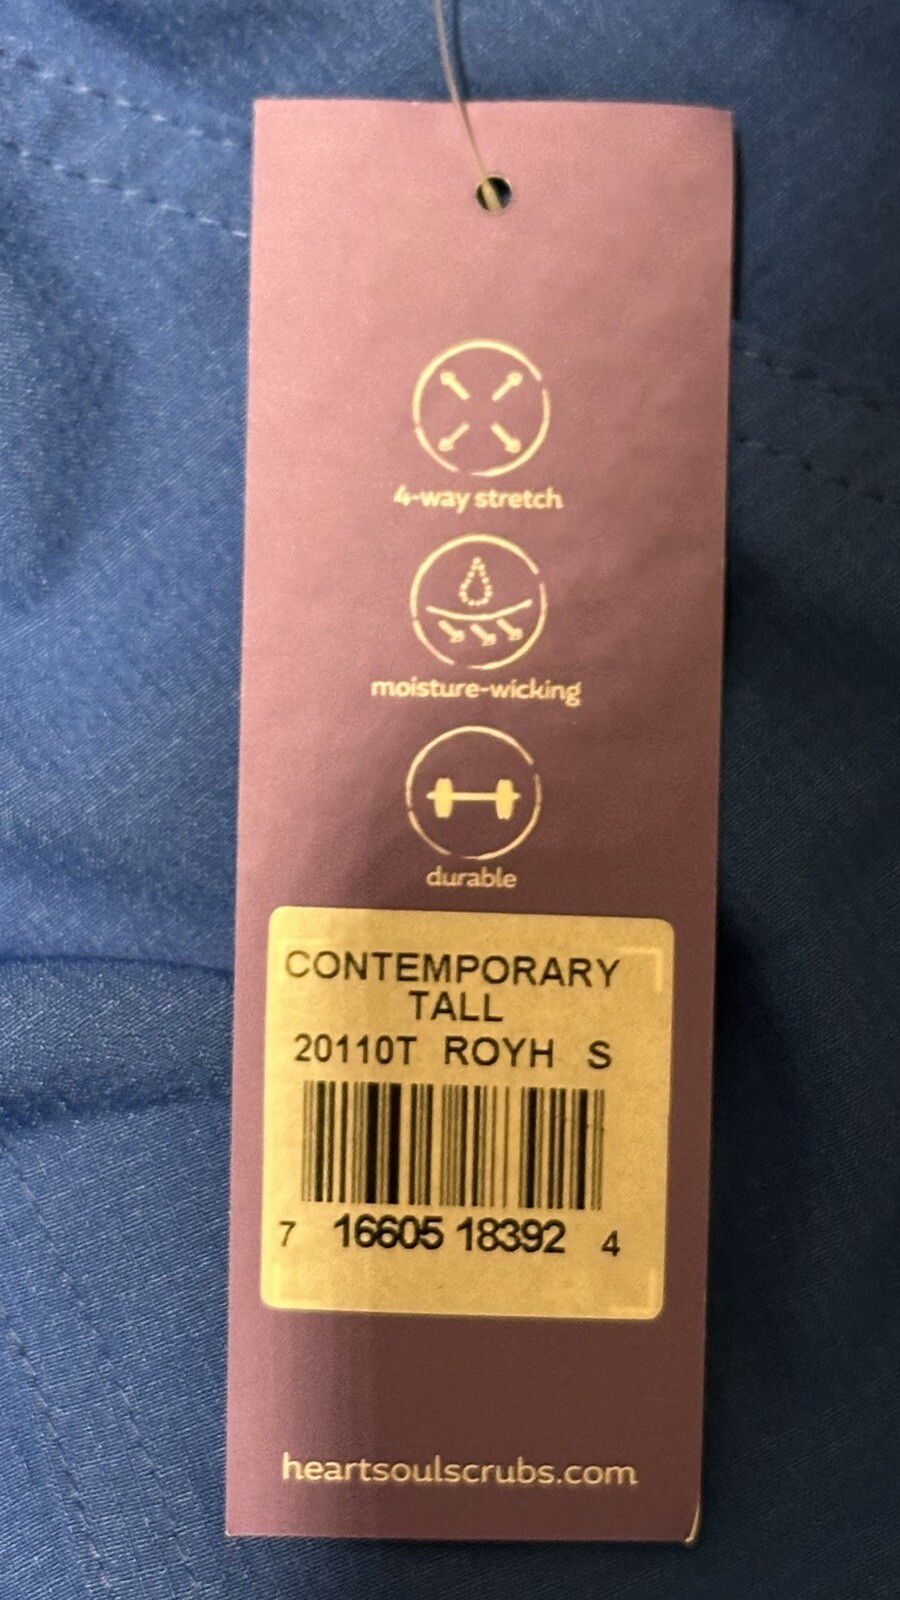 4-way stretch
moisture-wicking
durable
CONTEMPORARY
TALL
20110T ROYH S
7 16605 18392 4
heartsoulscrubs.com